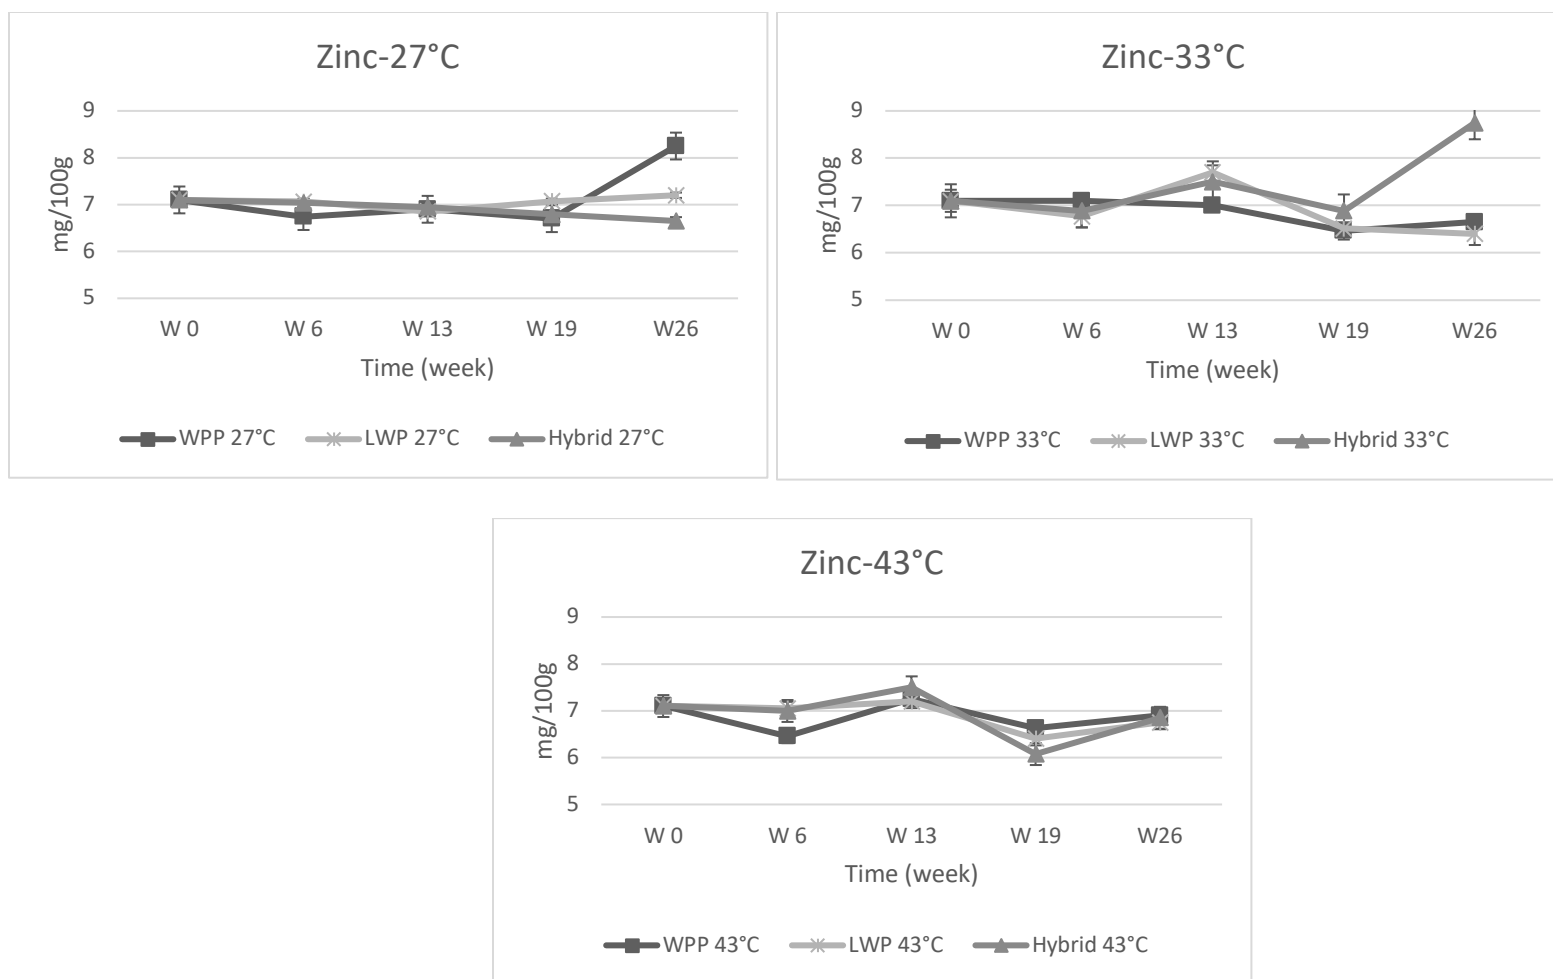 Zinc-27°C
mg/100g
9
8
7
6
5
W 0 W 6 W 13 W 19 W26
Time (week)
WPP 27°C LWP 27°C Hybrid 27°C
Zinc-33°C
mg/100g
9
8
7
6
5
W 0 W 6 W 13 W 19 W26
Time (week)
WPP 33°C LWP 33°C Hybrid 33°C
Zinc-43°C
mg/100g
9
8
7
6
5
W 0 W 6 W 13 W 19 W26
Time (week)
WPP 43°C LWP 43°C Hybrid 43°C